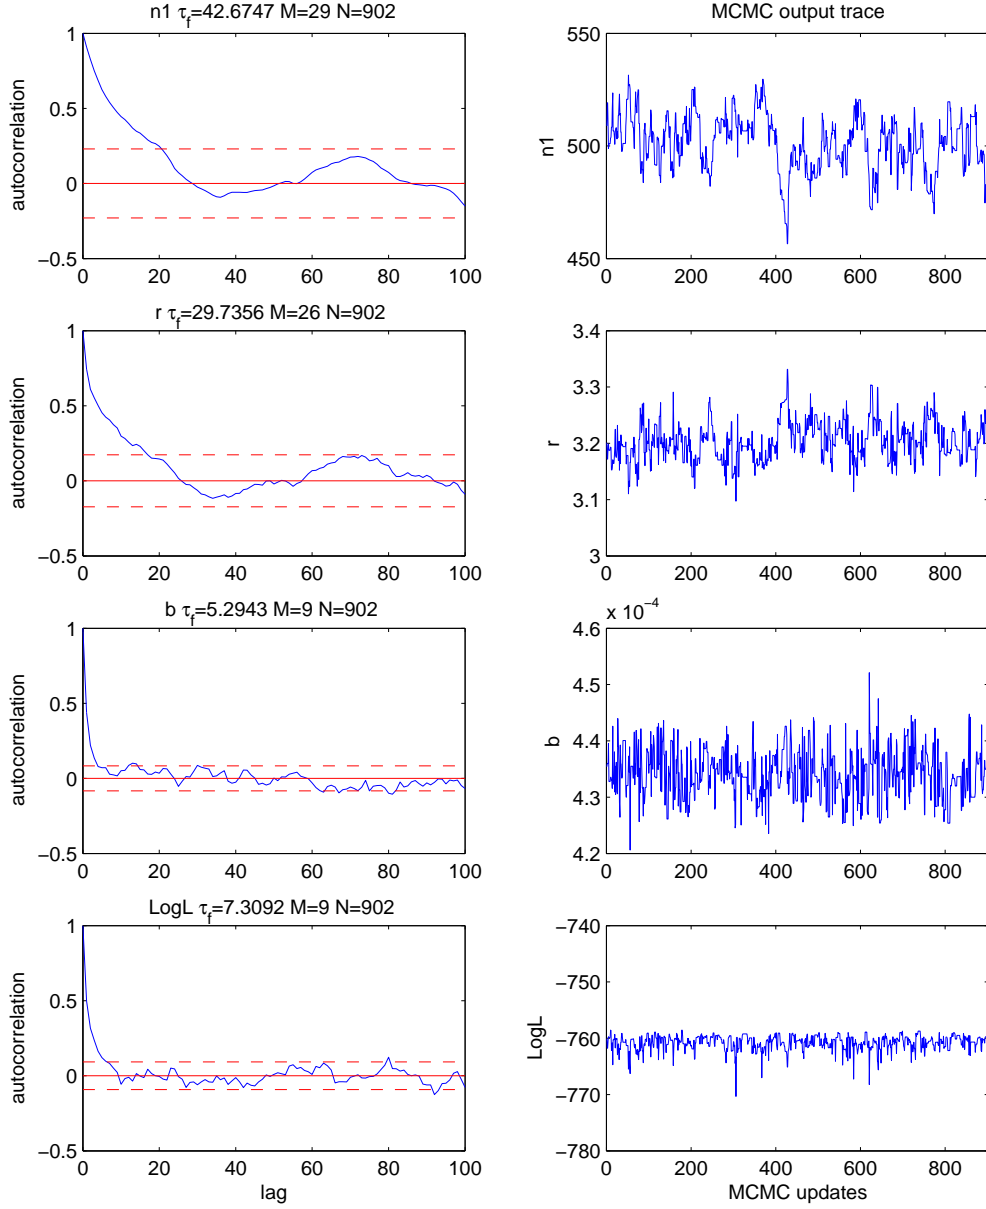 n1 τf=42.6747 M=29 N=902
1
0.5
0
−0.5
autocorrelation
0 20 40 60 80 100
MCMC output trace
550
500
450
n1
0 200 400 600 800
r τf=29.7356 M=26 N=902
1
0.5
0
−0.5
autocorrelation
0 20 40 60 80 100
3.4
3.3
3.2
3.1
3
r
0 200 400 600 800
b τf=5.2943 M=9 N=902
1
0.5
0
−0.5
autocorrelation
0 20 40 60 80 100
x 10−4
4.6
4.5
4.4
4.3
4.2
b
0 200 400 600 800
LogL τf=7.3092 M=9 N=902
1
0.5
0
−0.5
autocorrelation
0 20 40 60 80 100
lag
−740
−750
−760
−770
−780
LogL
0 200 400 600 800
MCMC updates